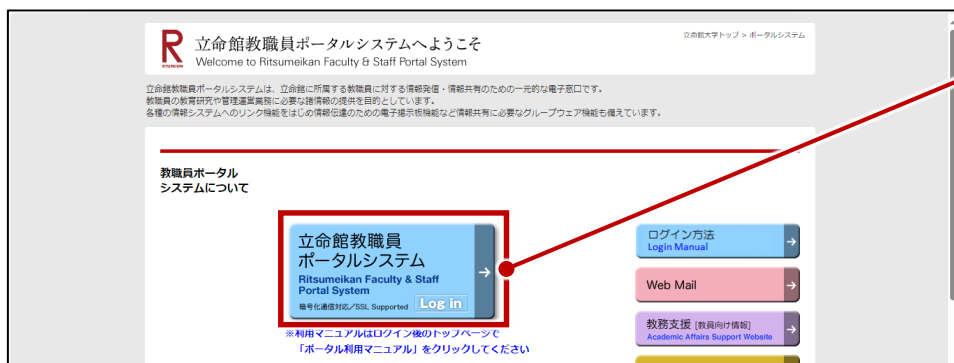 R
RITSUMEIKAN
立命館教職員ポータルシステムへようこそ
Welcome to Ritsumeikan Faculty & Staff Portal System
立命館大学トップ > ポータルシステム
立命館教職員ポータルシステムは、立命館に所属する教職員に対する情報発信・情報共有のための一元的な電子窓口です。
教職員の教育研究や管理運営業務に必要な諸情報の提供を目的としています。
各種の情報システムへのリンク機能をはじめ情報伝達のための電子掲示板機能など情報共有に必要なグループウェア機能も備えています。
教職員ポータル
システムについて
立命館教職員
ポータルシステム
Ritsumeikan Faculty & Staff
Portal System
暗号化通信対応/SSL Supported
Log in
※利用マニュアルはログイン後のトップページで
「ポータル利用マニュアル」をクリックしてください
ログイン方法
Login Manual
Web Mail
教務支援 [教員向け情報]
Academic Affairs Support Website